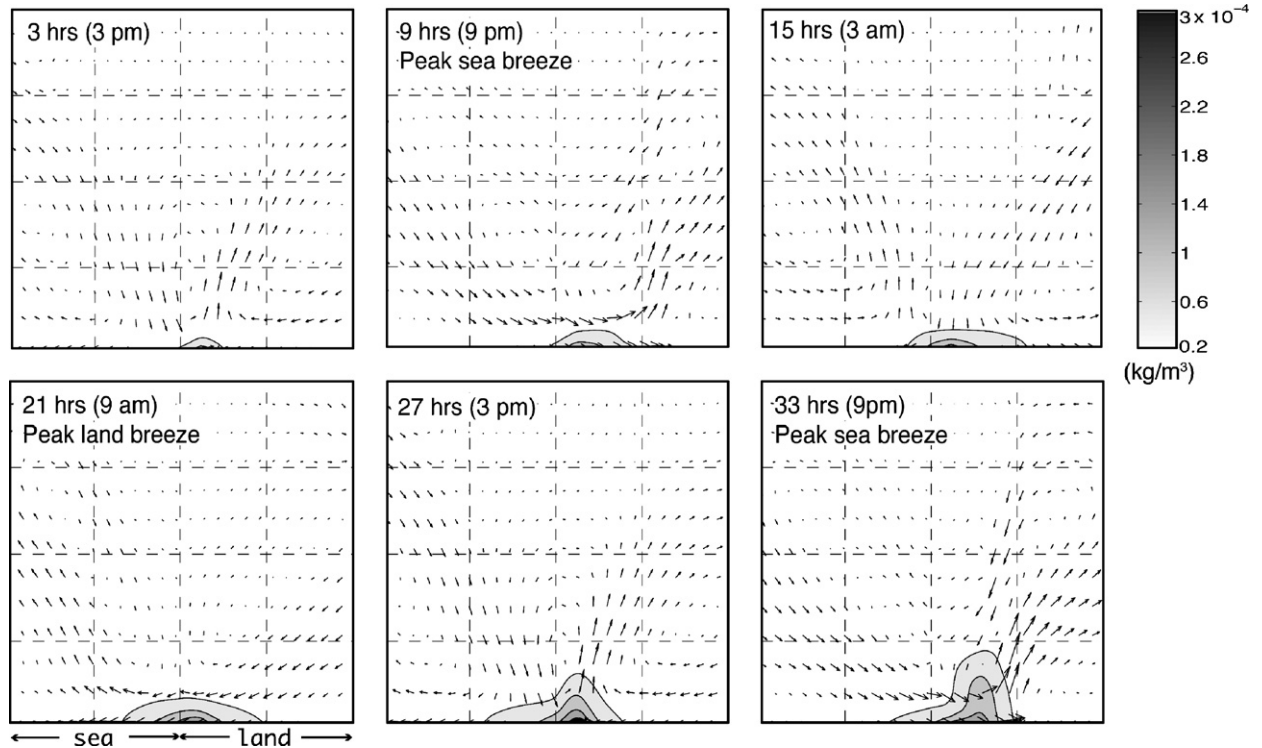 3 hrs (3 pm)
9 hrs (9 pm)
Peak sea breeze
15 hrs (3 am)
3x 10⁻⁴
2.6
2.2
1.8
1.4
1
0.6
0.2
(kg/m³)
21 hrs (9 am)
Peak land breeze
27 hrs (3 pm)
33 hrs (9pm)
Peak sea breeze
sea land